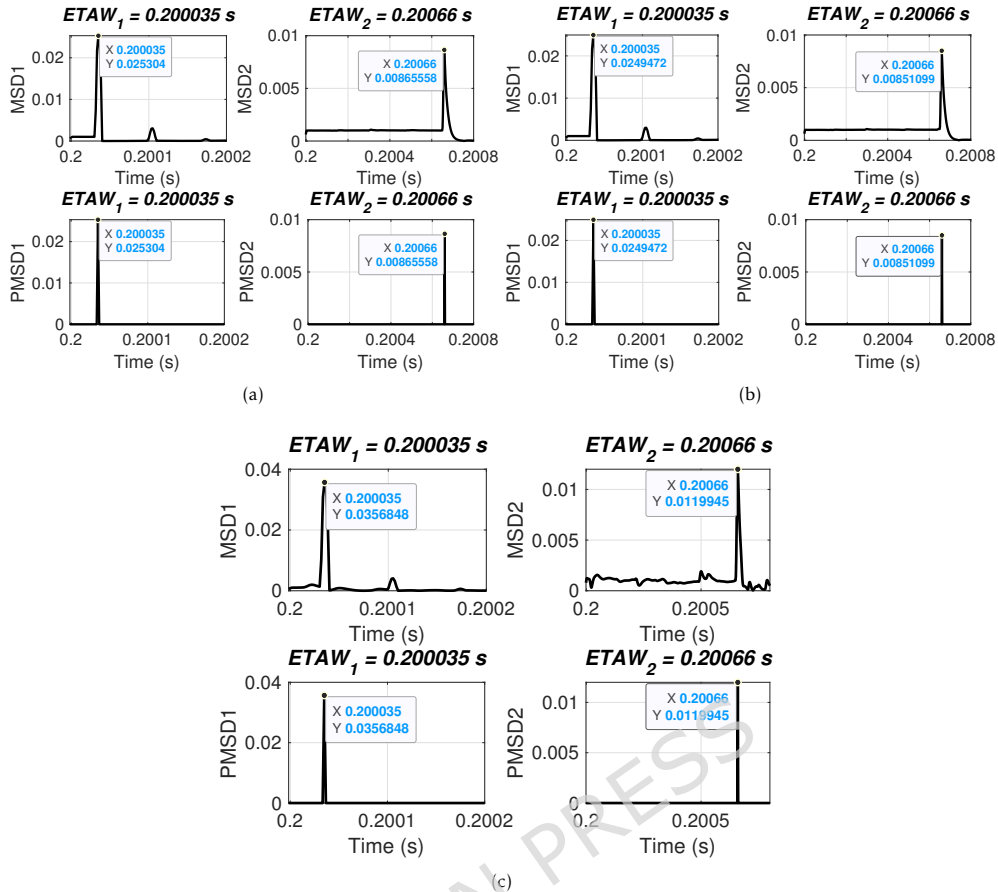 ETAW1 = 0.200035 s
MSD1
0.02
0.01
0
X 0.200035
Y 0.025304
0.2
0.2001
0.2002
Time (s)
ETAW2 = 0.20066 s
MSD2
0.01
0.005
0
X 0.20066
Y 0.00865558
0.2
0.2004
0.2008
Time (s)
ETAW1 = 0.200035 s
PMSD1
0.02
0.01
0
X 0.200035
Y 0.025304
0.2
0.2001
0.2002
Time (s)
ETAW2 = 0.20066 s
PMSD2
0.01
0.005
0
X 0.20066
Y 0.00865558
0.2
0.2004
0.2008
Time (s)
(a)
ETAW1 = 0.200035 s
MSD1
0.02
0.01
0
X 0.200035
Y 0.0249472
0.2
0.2001
0.2002
Time (s)
ETAW2 = 0.20066 s
MSD2
0.01
0.005
0
X 0.20066
Y 0.00851099
0.2
0.2004
0.2008
Time (s)
ETAW1 = 0.200035 s
PMSD1
0.02
0.01
0
X 0.200035
Y 0.0249472
0.2
0.2001
0.2002
Time (s)
ETAW2 = 0.20066 s
PMSD2
0.01
0.005
0
X 0.20066
Y 0.00851099
0.2
0.2004
0.2008
Time (s)
(b)
ETAW1 = 0.200035 s
MSD1
0.04
0.02
0
X 0.200035
Y 0.0356848
0.2
0.2001
0.2002
Time (s)
ETAW2 = 0.20066 s
MSD2
0.01
0.005
0
X 0.20066
Y 0.0119945
0.2
0.2005
Time (s)
ETAW1 = 0.200035 s
PMSD1
0.04
0.02
0
X 0.200035
Y 0.0356848
0.2
0.2001
0.2002
Time (s)
ETAW2 = 0.20066 s
PMSD2
0.01
0.005
0
X 0.20066
Y 0.0119945
0.2
0.2005
Time (s)
(c)
PRESS